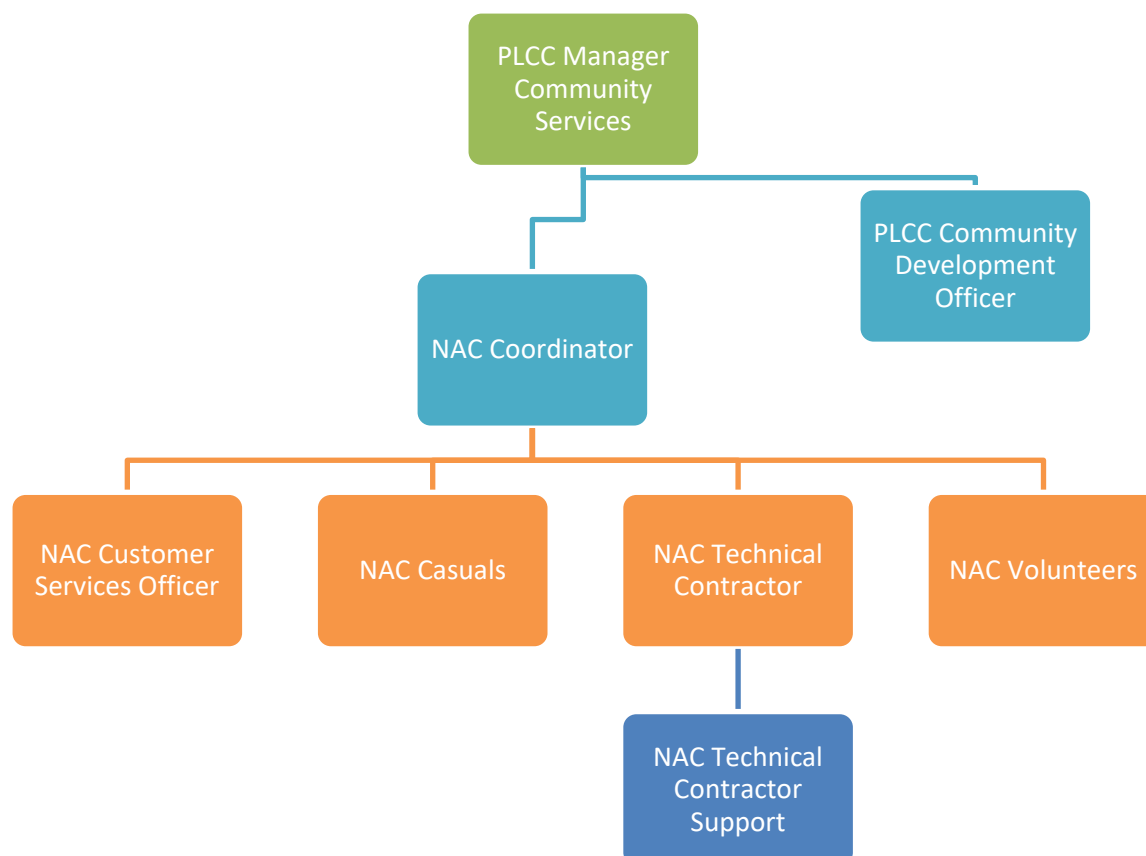 PLCC Manager
Community
Services
PLCC Community
Development
Officer
NAC Coordinator
NAC Customer
Services Officer
NAC Casuals
NAC Technical
Contractor
NAC Volunteers
NAC Technical
Contractor
Support